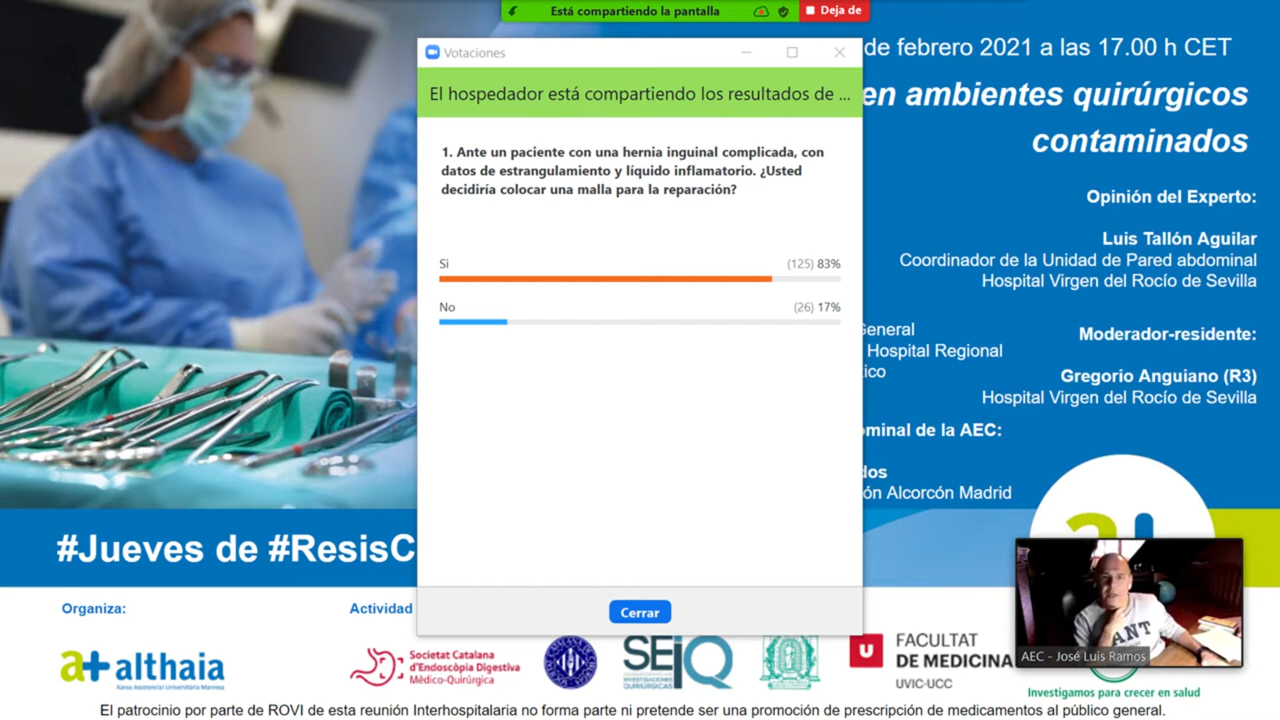 Está compartiendo la pantalla
Deja de
Votaciones
El hospedador está compartiendo los resultados de ...
1. Ante un paciente con una hernia inguinal complicada, con
datos de estrangulamiento y líquido inflamatorio. ¿Usted
decidiría colocar una malla para la reparación?
Si
(125) 83%
No
(26) 17%
Cerrar
de febrero 2021 a las 17.00 h CET
en ambientes quirúrgicos
contaminados
Opinión del Experto:
Luis Tallón Aguilar
Coordinador de la Unidad de Pared abdominal
Hospital Virgen del Rocío de Sevilla
General
Hospital Regional
ico
Moderador-residente:
Gregorio Anguiano (R3)
Hospital Virgen del Rocío de Sevilla
ominal de la AEC:
dos
ón Alcorcón Madrid
#Jueves de #ResisC
Organiza:
Actividad
a+ althaia
Xarxa Assistencial Universitària Manresa
Societat Catalana
d'Endoscòpia Digestiva
Mèdico-Quirúrgica
SEIQ
FACULTAT
DE MEDICINA
UVIC·UCC
ANT
AEC - José Luis Ramos
Investigamos para crecer en salud
El patrocinio por parte de ROVI de esta reunión Interhospitalaria no forma parte ni pretende ser una promoción de prescripción de medicamentos al público general.